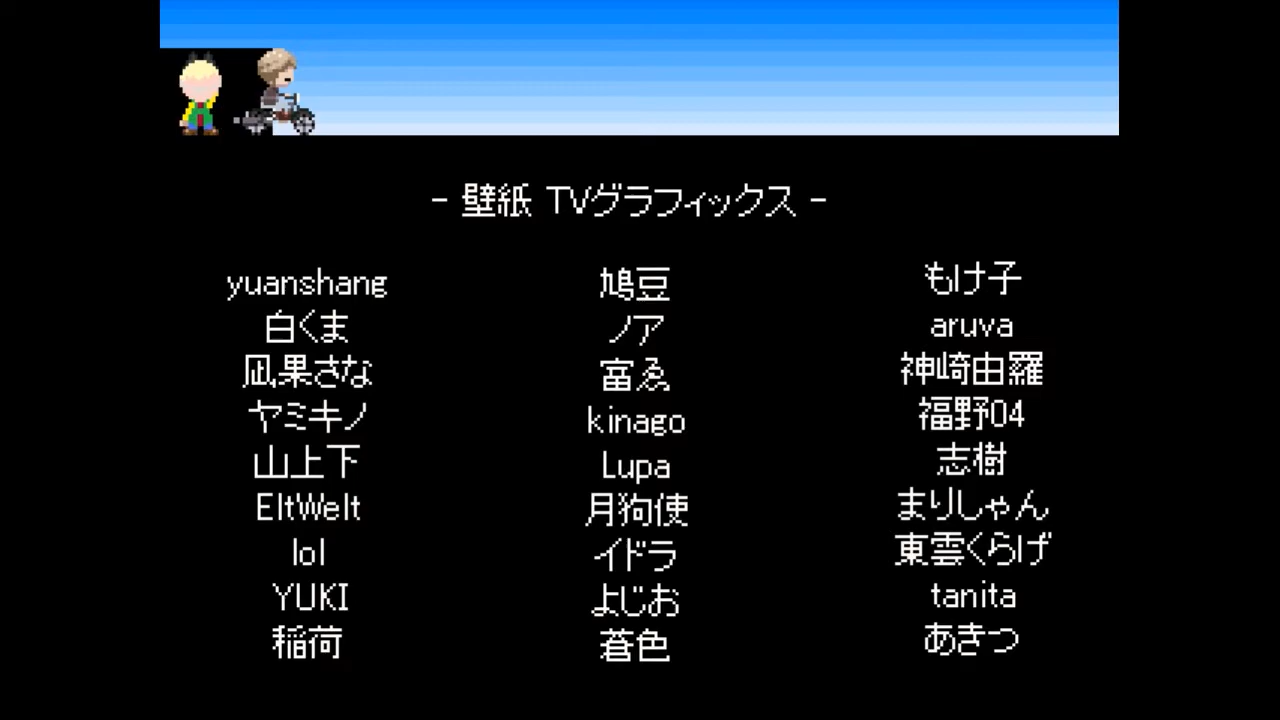 - 壁紙 TVグラフィックス -
yuanshang
白くま
凪果さな
ヤミキノ
山上下
EltWelt
lol
YUKI
稲荷
鳩豆
ノア
富ゑ
kinago
Lupa
月狗使
イドラ
よじお
蒼色
もけ子
aruva
神崎由羅
福野04
志樹
まりしゃん
東雲くらげ
tanita
あきつ